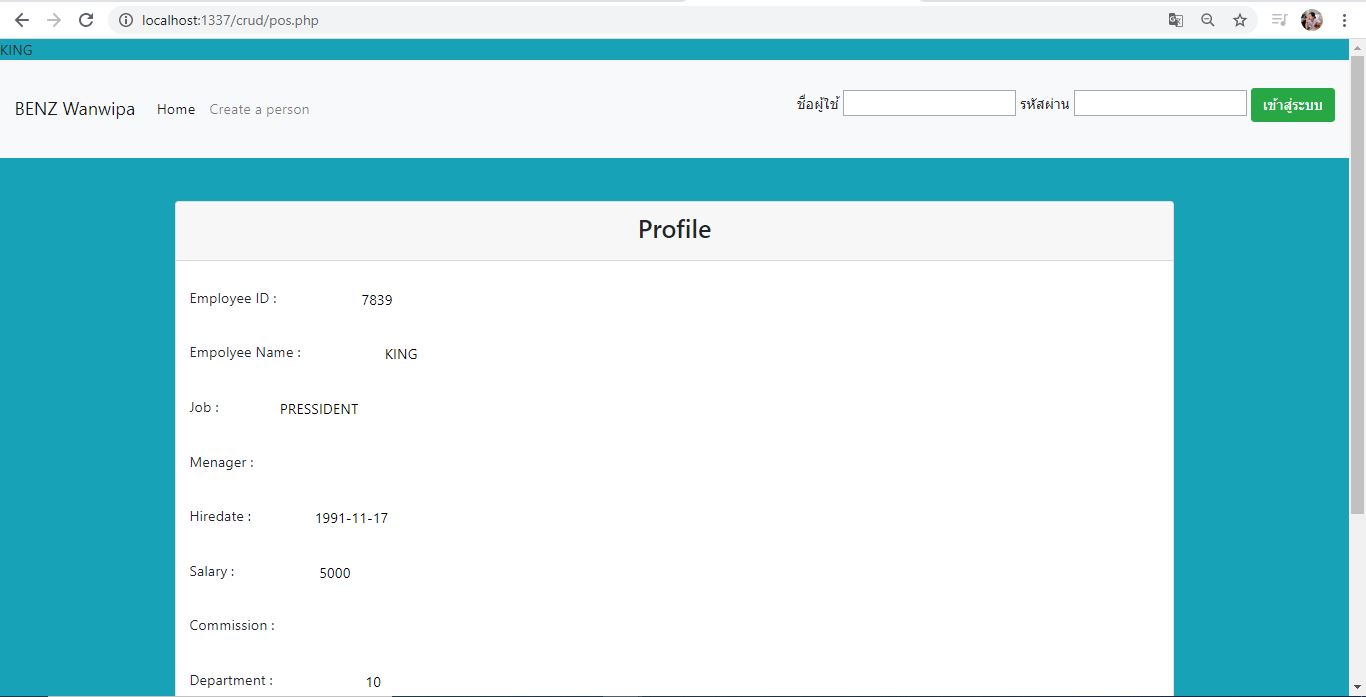 localhost:1337/crud/pos.php
KING
BENZ Wanwipa Home Create a person ชื่อผู้ใช้ รหัสผ่าน เข้าสู่ระบบ
Profile
Employee ID : 7839
Empolyee Name : KING
Job : PRESSIDENT
Menager :
Hiredate : 1991-11-17
Salary : 5000
Commission :
Department : 10